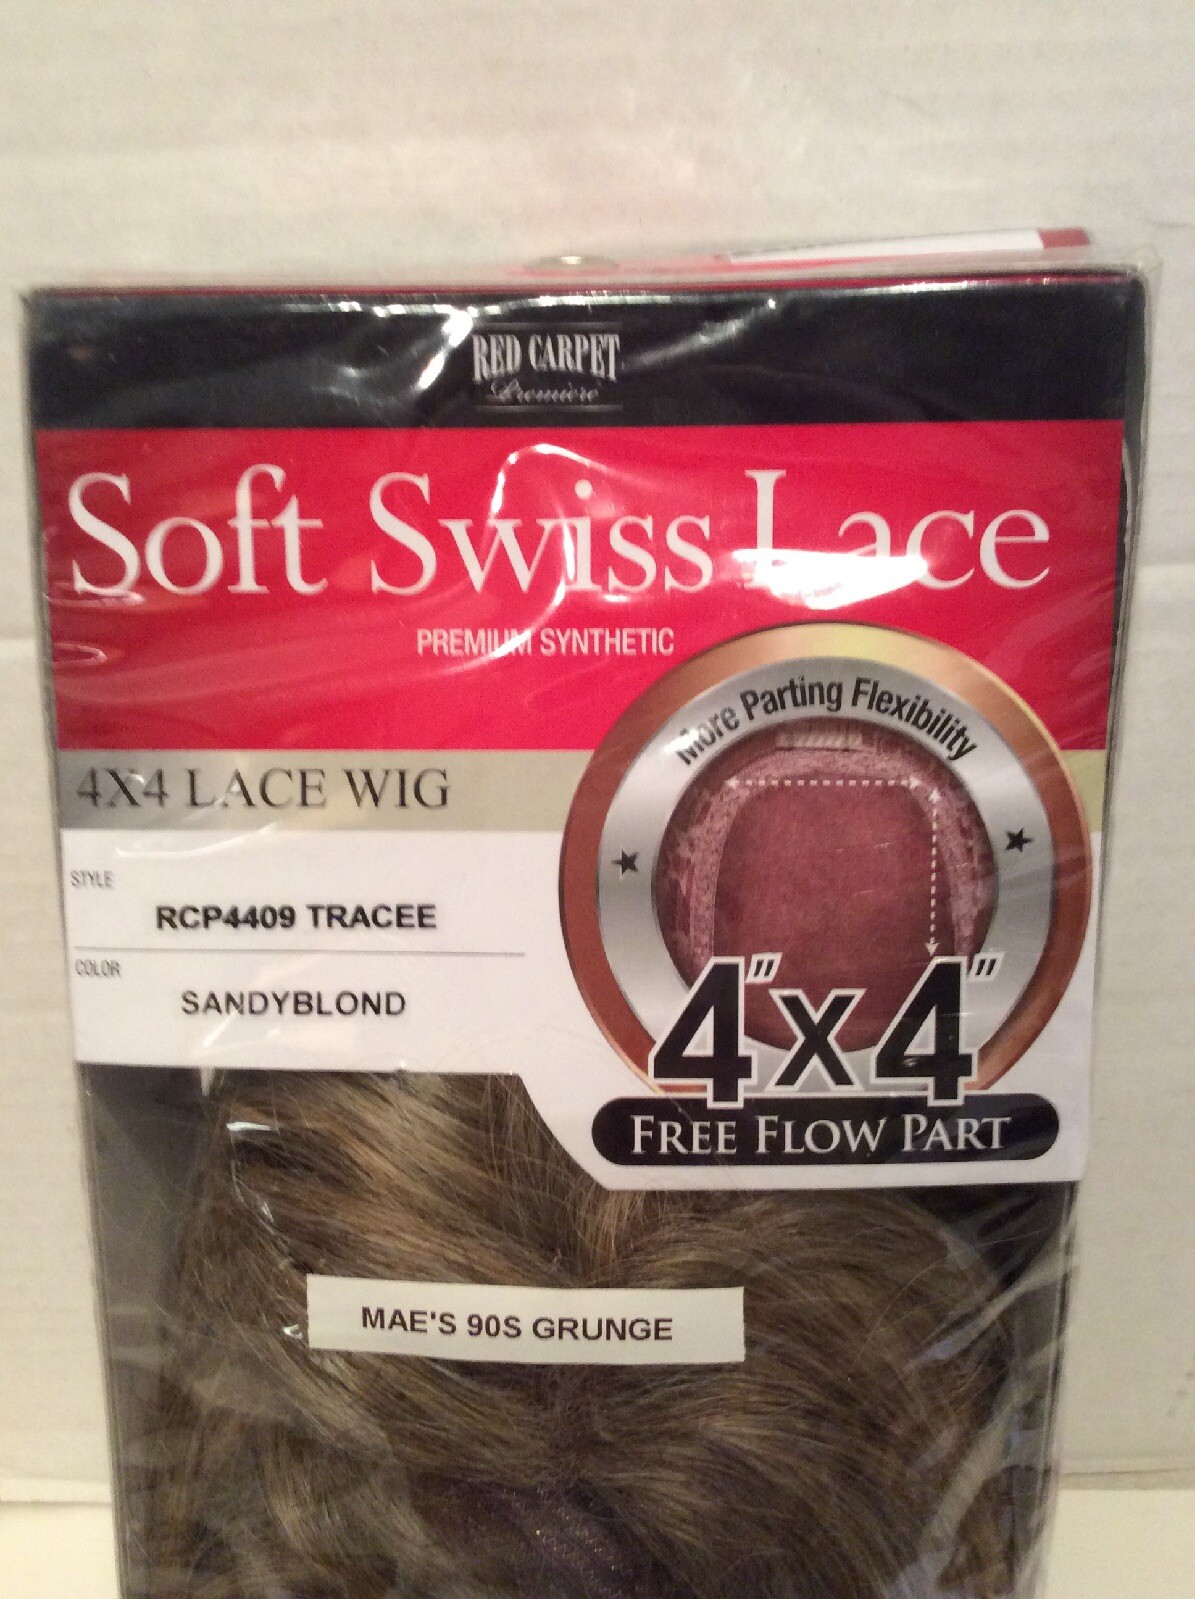 RED CARPET
Premiere
Soft Swiss Lace
PREMIUM SYNTHETIC
More Parting Flexibility
4X4 LACE WIG
STYLE
RCP4409 TRACEE
COLOR
SANDYBLOND
4" x 4"
FREE FLOW PART
MAE'S 90S GRUNGE